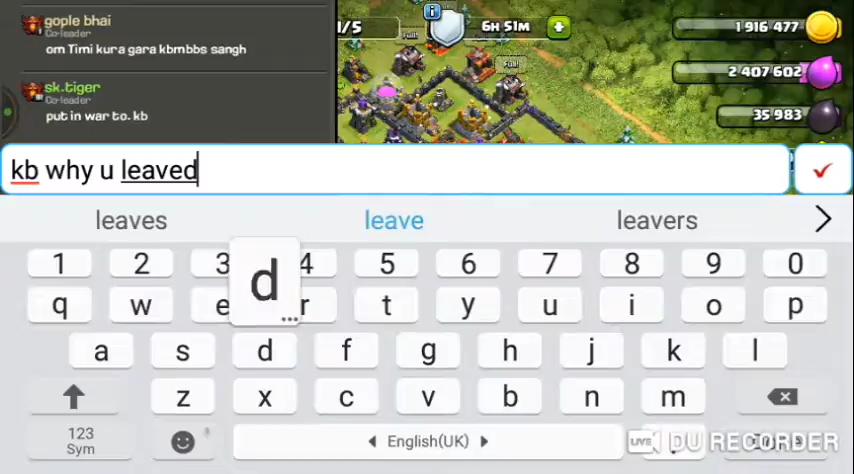 gople bhai
Co-leader
om Timi kura gara kbmbbs sangh
sk.tiger
Co-leader
put in war to. kb
1/5
6H 51M
1 916 477
2 407 602
35 983
Full!
kb why u leaved
leaves leave leavers
1 2 3 4 5 6 7 8 9 0
d
q w e r t y u i o p
a s d f g h j k l
z x c v b n m
123
Sym
English(UK)
LIVE DU RECORDER